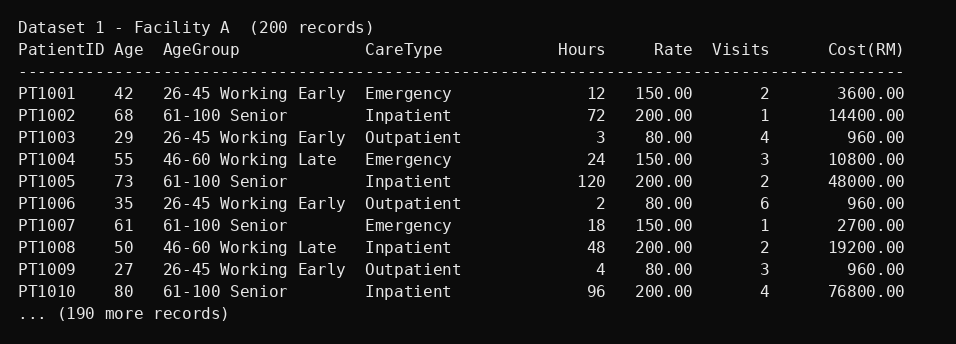 Dataset 1 - Facility A  (200 records)
PatientID Age  AgeGroup             CareType            Hours     Rate  Visits      Cost(RM)
--------------------------------------------------------------------------------------------
PT1001    42   26-45 Working Early  Emergency              12   150.00       2       3600.00
PT1002    68   61-100 Senior        Inpatient              72   200.00       1      14400.00
PT1003    29   26-45 Working Early  Outpatient              3    80.00       4        960.00
PT1004    55   46-60 Working Late   Emergency              24   150.00       3      10800.00
PT1005    73   61-100 Senior        Inpatient             120   200.00       2      48000.00
PT1006    35   26-45 Working Early  Outpatient              2    80.00       6        960.00
PT1007    61   61-100 Senior        Emergency              18   150.00       1       2700.00
PT1008    50   46-60 Working Late   Inpatient              48   200.00       2      19200.00
PT1009    27   26-45 Working Early  Outpatient              4    80.00       3        960.00
PT1010    80   61-100 Senior        Inpatient              96   200.00       4      76800.00
... (190 more records)